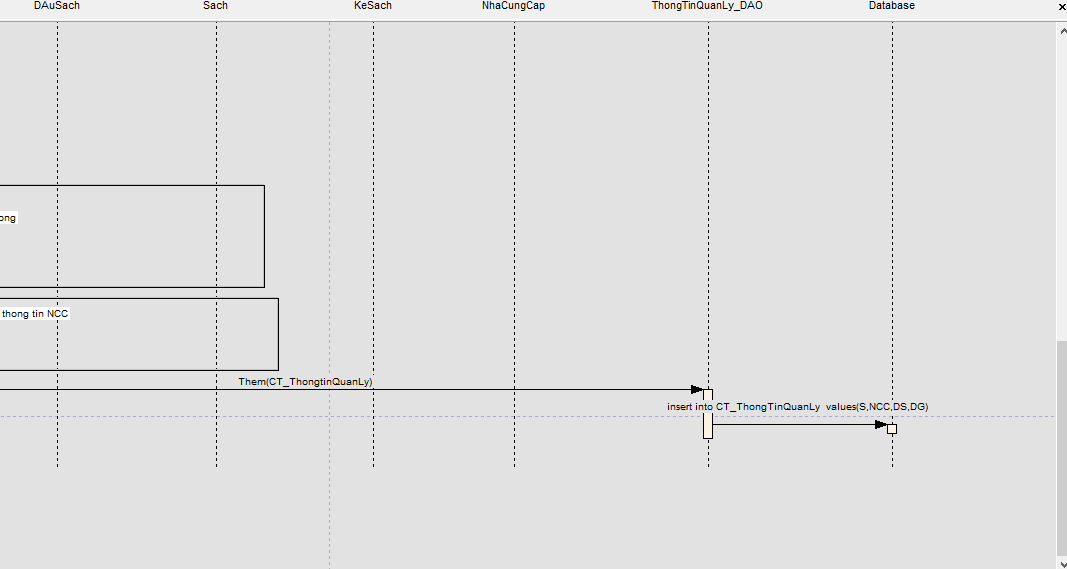 DAuSach Sach KeSach NhaCungCap ThongTinQuanLy_DAO Database
ong
thong tin NCC
Them(CT_ThongtinQuanLy)
insert into CT_ThongTinQuanLy values(S,NCC,DS,DG)